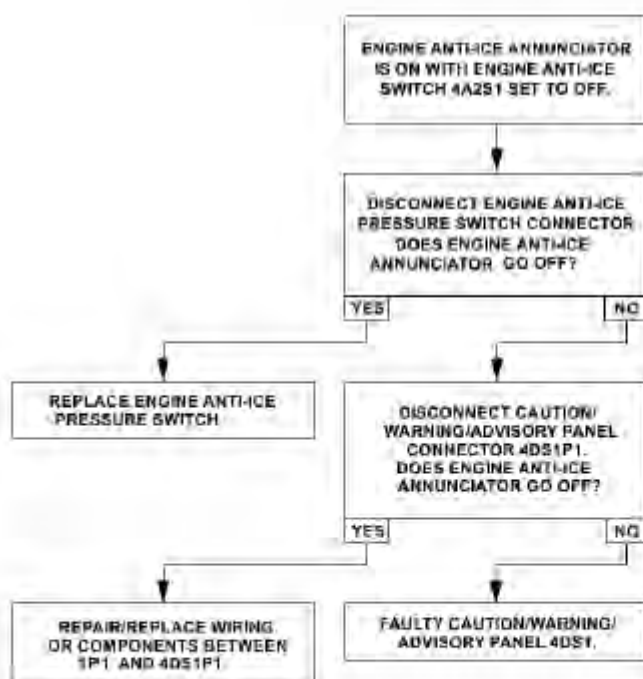 ENGINE ANTI-ICE ANNUNCIATOR
IS ON WITH ENGINE ANTI-ICE
SWITCH 4A2S1 SET TO OFF.
DISCONNECT ENGINE ANTI-ICE
PRESSURE SWITCH CONNECTOR
DOES ENGINE ANTI-ICE
ANNUNCIATOR GO OFF?
YES
NO
REPLACE ENGINE ANTI-ICE
PRESSURE SWITCH
DISCONNECT CAUTION/
WARNING/ADVISORY PANEL
CONNECTOR 4DS1P1.
DOES ENGINE ANTI-ICE
ANNUNCIATOR GO OFF?
YES
NO
REPAIR/REPLACE WIRING
OR COMPONENTS BETWEEN
1P1 AND 4DS1P1.
FAULTY CAUTION/WARNING/
ADVISORY PANEL 4DS1.